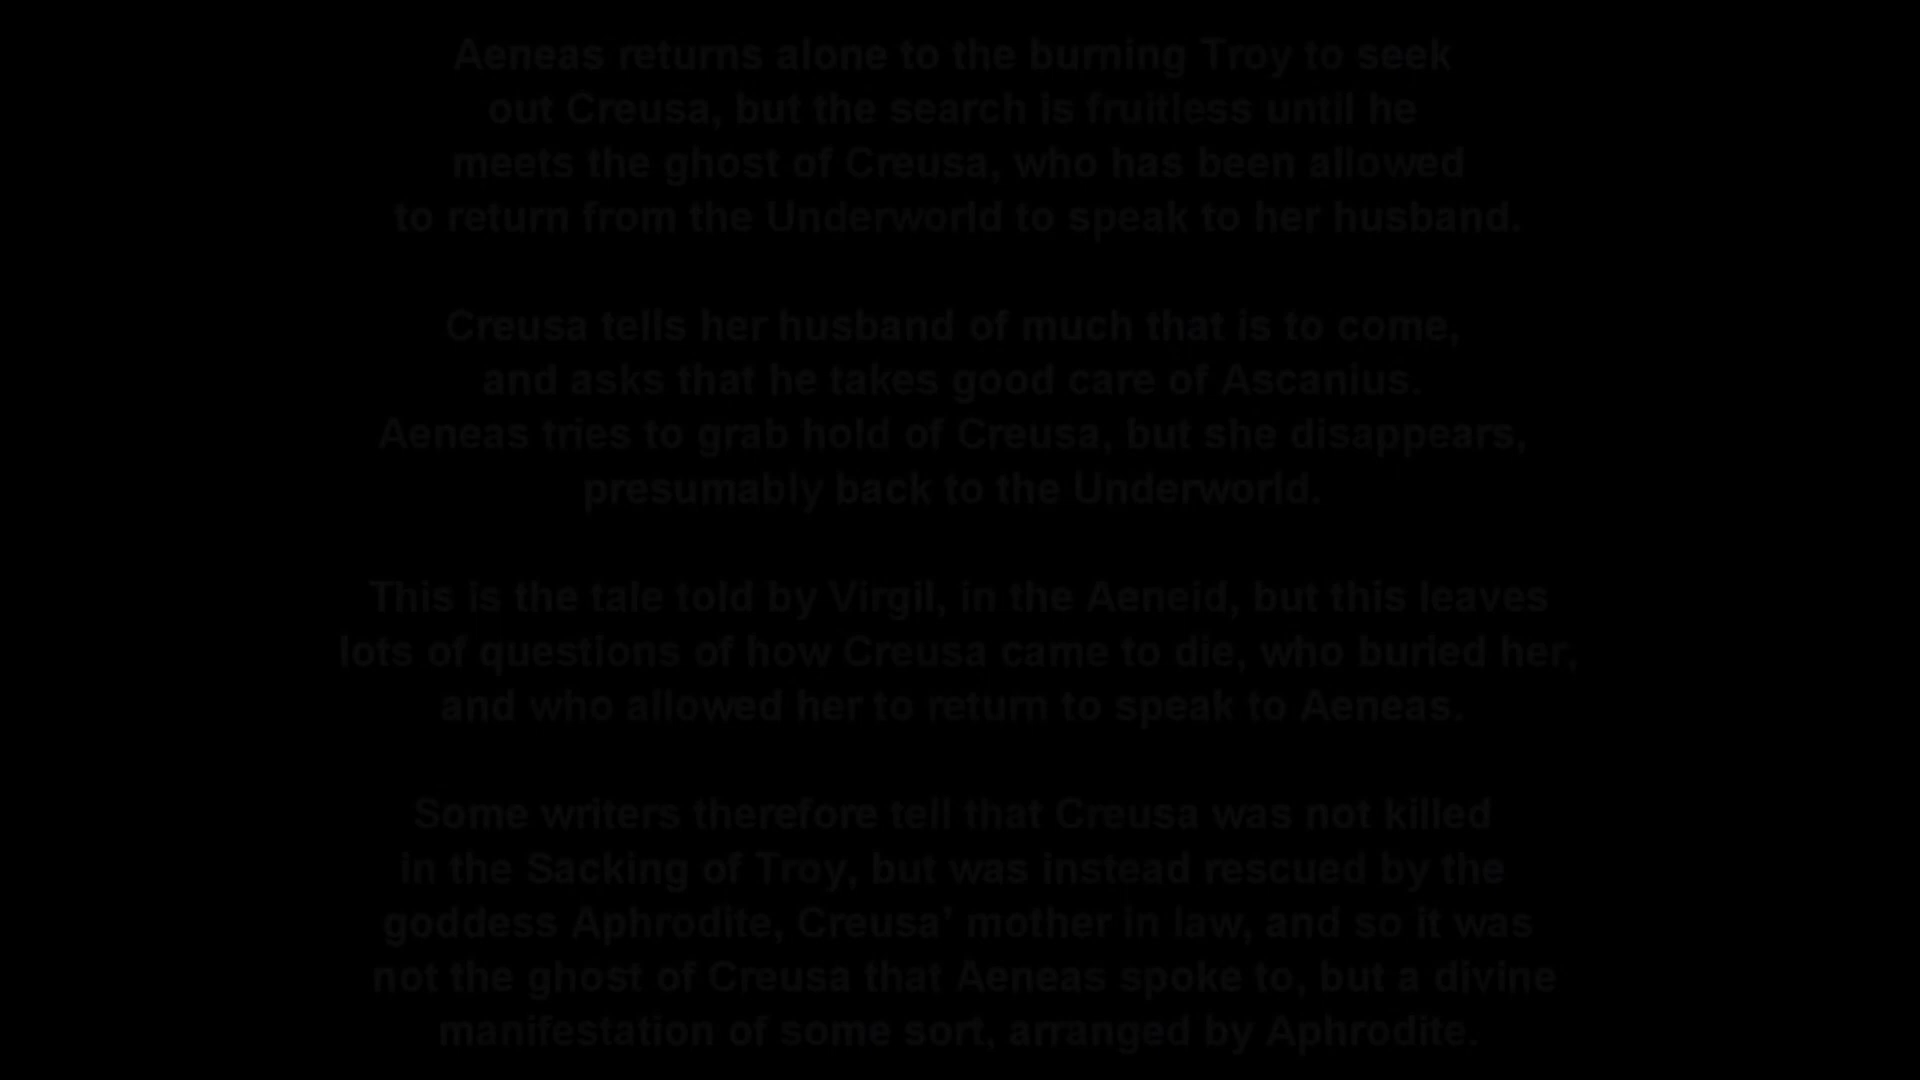 Aeneas returns alone to the burning Troy to seek
out Creusa, but the search is fruitless until he
meets the ghost of Creusa, who has been allowed
to return from the Underworld to speak to her husband.
Creusa tells her husband of much that is to come,
and asks that he takes good care of Ascanius.
Aeneas tries to grab hold of Creusa, but she disappears,
presumably back to the Underworld.
This is the tale told by Virgil, in the Aeneid, but this leaves
lots of questions of how Creusa came to die, who buried her,
and who allowed her to return to speak to Aeneas.
Some writers therefore tell that Creusa was not killed
in the Sacking of Troy, but was instead rescued by the
goddess Aphrodite, Creusa' mother in law, and so it was
not the ghost of Creusa that Aeneas spoke to, but a divine
manifestation of some sort, arranged by Aphrodite.